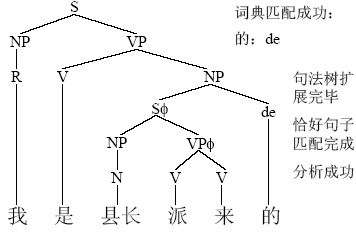 S
NP VP
R V NP
Sϕ de
NP VPϕ
N V V
我 是 县长 派 来 的
词典匹配成功:
的: de
句法树扩
展完毕
恰好句子
匹配完成
分析成功